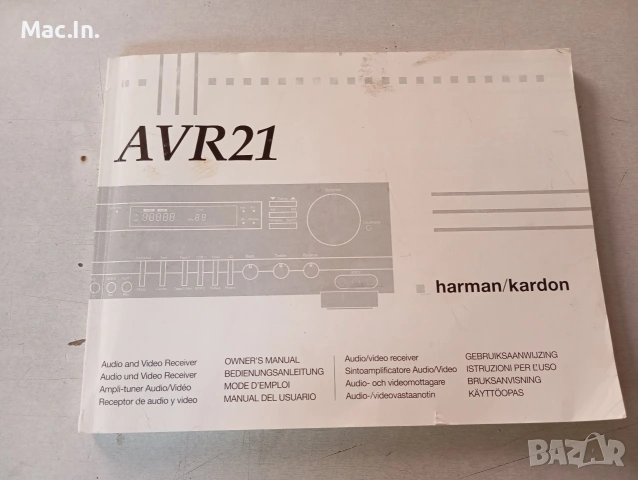 Mac.In.
AVR21
harman/kardon
Audio and Video Receiver
Audio und Video Receiver
Ampli-tuner Audio/Vidéo
Receptor de audio y video
OWNER'S MANUAL
BEDIENUNGSANLEITUNG
MODE D'EMPLOI
MANUAL DEL USUARIO
Audio/video receiver
Sintoamplificatore Audio/Video
Audio- och videomottagare
Audio-/videovastaanotin
GEBRUIKSAANWIJZING
ISTRUZIONI PER L'USO
BRUKSANVISNING
KÄYTTÖOPAS
BAZAR